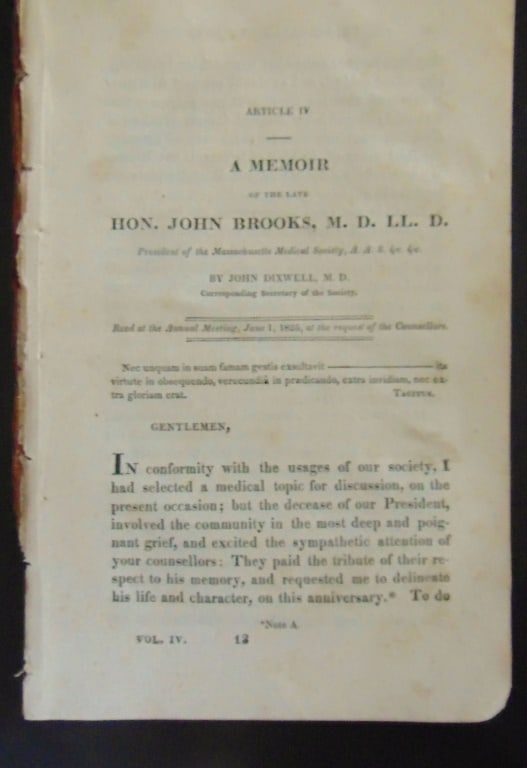 ARTICLE IV
A MEMOIR
OF THE LATE
HON. JOHN BROOKS, M. D. LL. D.
President of the Massachusetts Medical Society, A. A. S. &c. &c.
BY JOHN DIXWELL, M. D.
Corresponding Secretary of the Society.
Read at the Annual Meeting, June 1, 1825, at the request of the Counsellors.
Nec unquam in suam famam gestis exsultavit ———— ita
virtute in obsequendo, verecundiâ in prædicando, extra invidiam, nec ex-
tra gloriam erat. TACITUS.
GENTLEMEN,
IN conformity with the usages of our society, I
had selected a medical topic for discussion, on the
present occasion; but the decease of our President,
involved the community in the most deep and poig-
nant grief, and excited the sympathetic attention of
your counsellors: They paid the tribute of their re-
spect to his memory, and requested me to delineate
his life and character, on this anniversary.* To do
*Note A
VOL. IV. 13